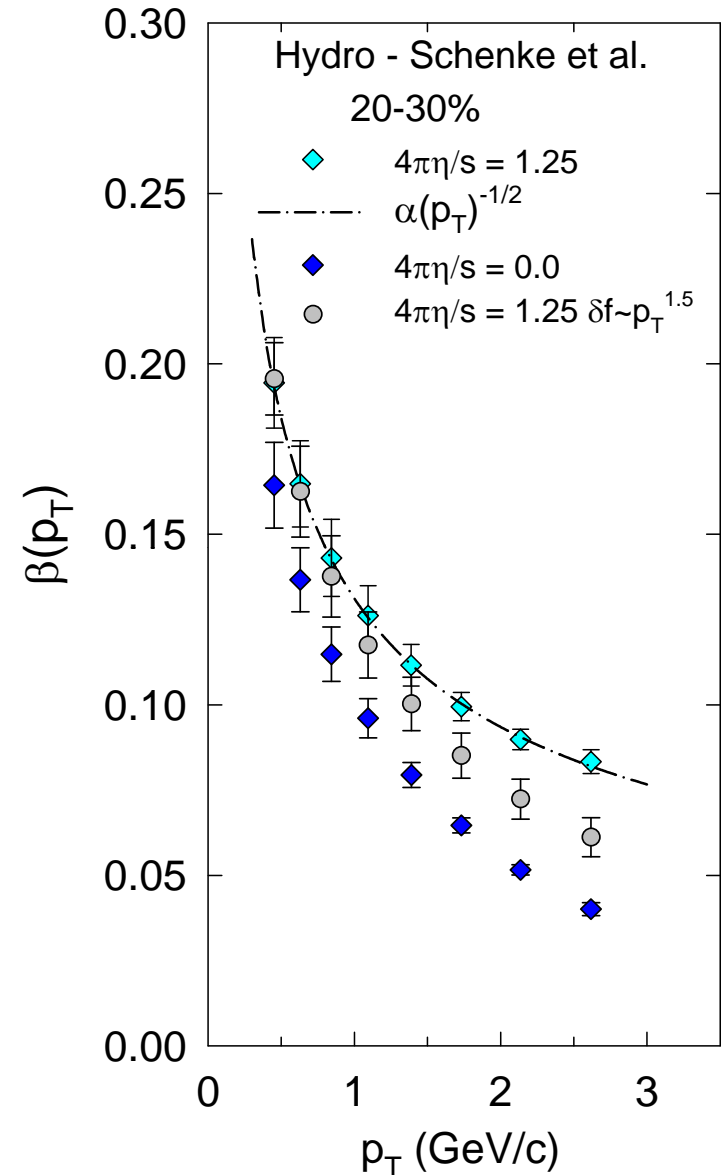 Hydro - Schenke et al.
20-30%
4πη/s = 1.25
α(p_T)^-1/2
4πη/s = 0.0
4πη/s = 1.25 δf~p_T^1.5
0.30
0.25
0.20
0.15
0.10
0.05
0.00
β(p_T)
0 1 2 3
p_T (GeV/c)